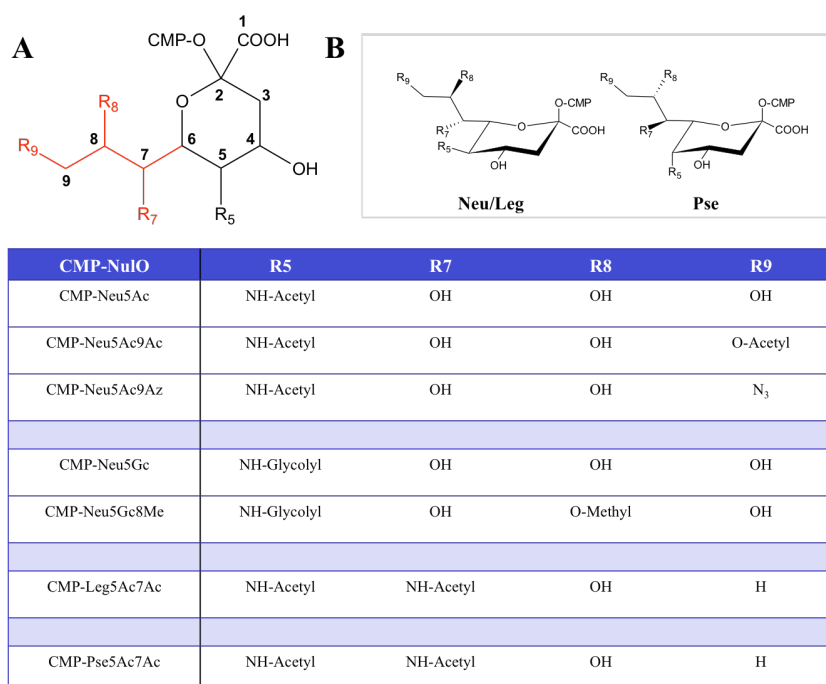 A
1
CMP-O
COOH
R8
2
3
O
R9
8
7
6
5
4
OH
9
R7
R5
B
R9
R8
O-CMP
O
R7
COOH
R5
OH
Neu/Leg
R9
R8
O-CMP
O
R7
COOH
OH
R5
Pse
CMP-NulO R5 R7 R8 R9
CMP-Neu5Ac NH-Acetyl OH OH OH
CMP-Neu5Ac9Ac NH-Acetyl OH OH O-Acetyl
CMP-Neu5Ac9Az NH-Acetyl OH OH N3
CMP-Neu5Gc NH-Glycolyl OH OH OH
CMP-Neu5Gc8Me NH-Glycolyl OH O-Methyl OH
CMP-Leg5Ac7Ac NH-Acetyl NH-Acetyl OH H
CMP-Pse5Ac7Ac NH-Acetyl NH-Acetyl OH H